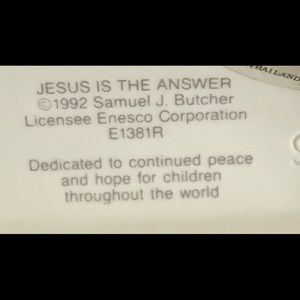 THAILAND
JESUS IS THE ANSWER
©1992 Samuel J. Butcher
Licensee Enesco Corporation
E1381R
Dedicated to continued peace
and hope for children
throughout the world